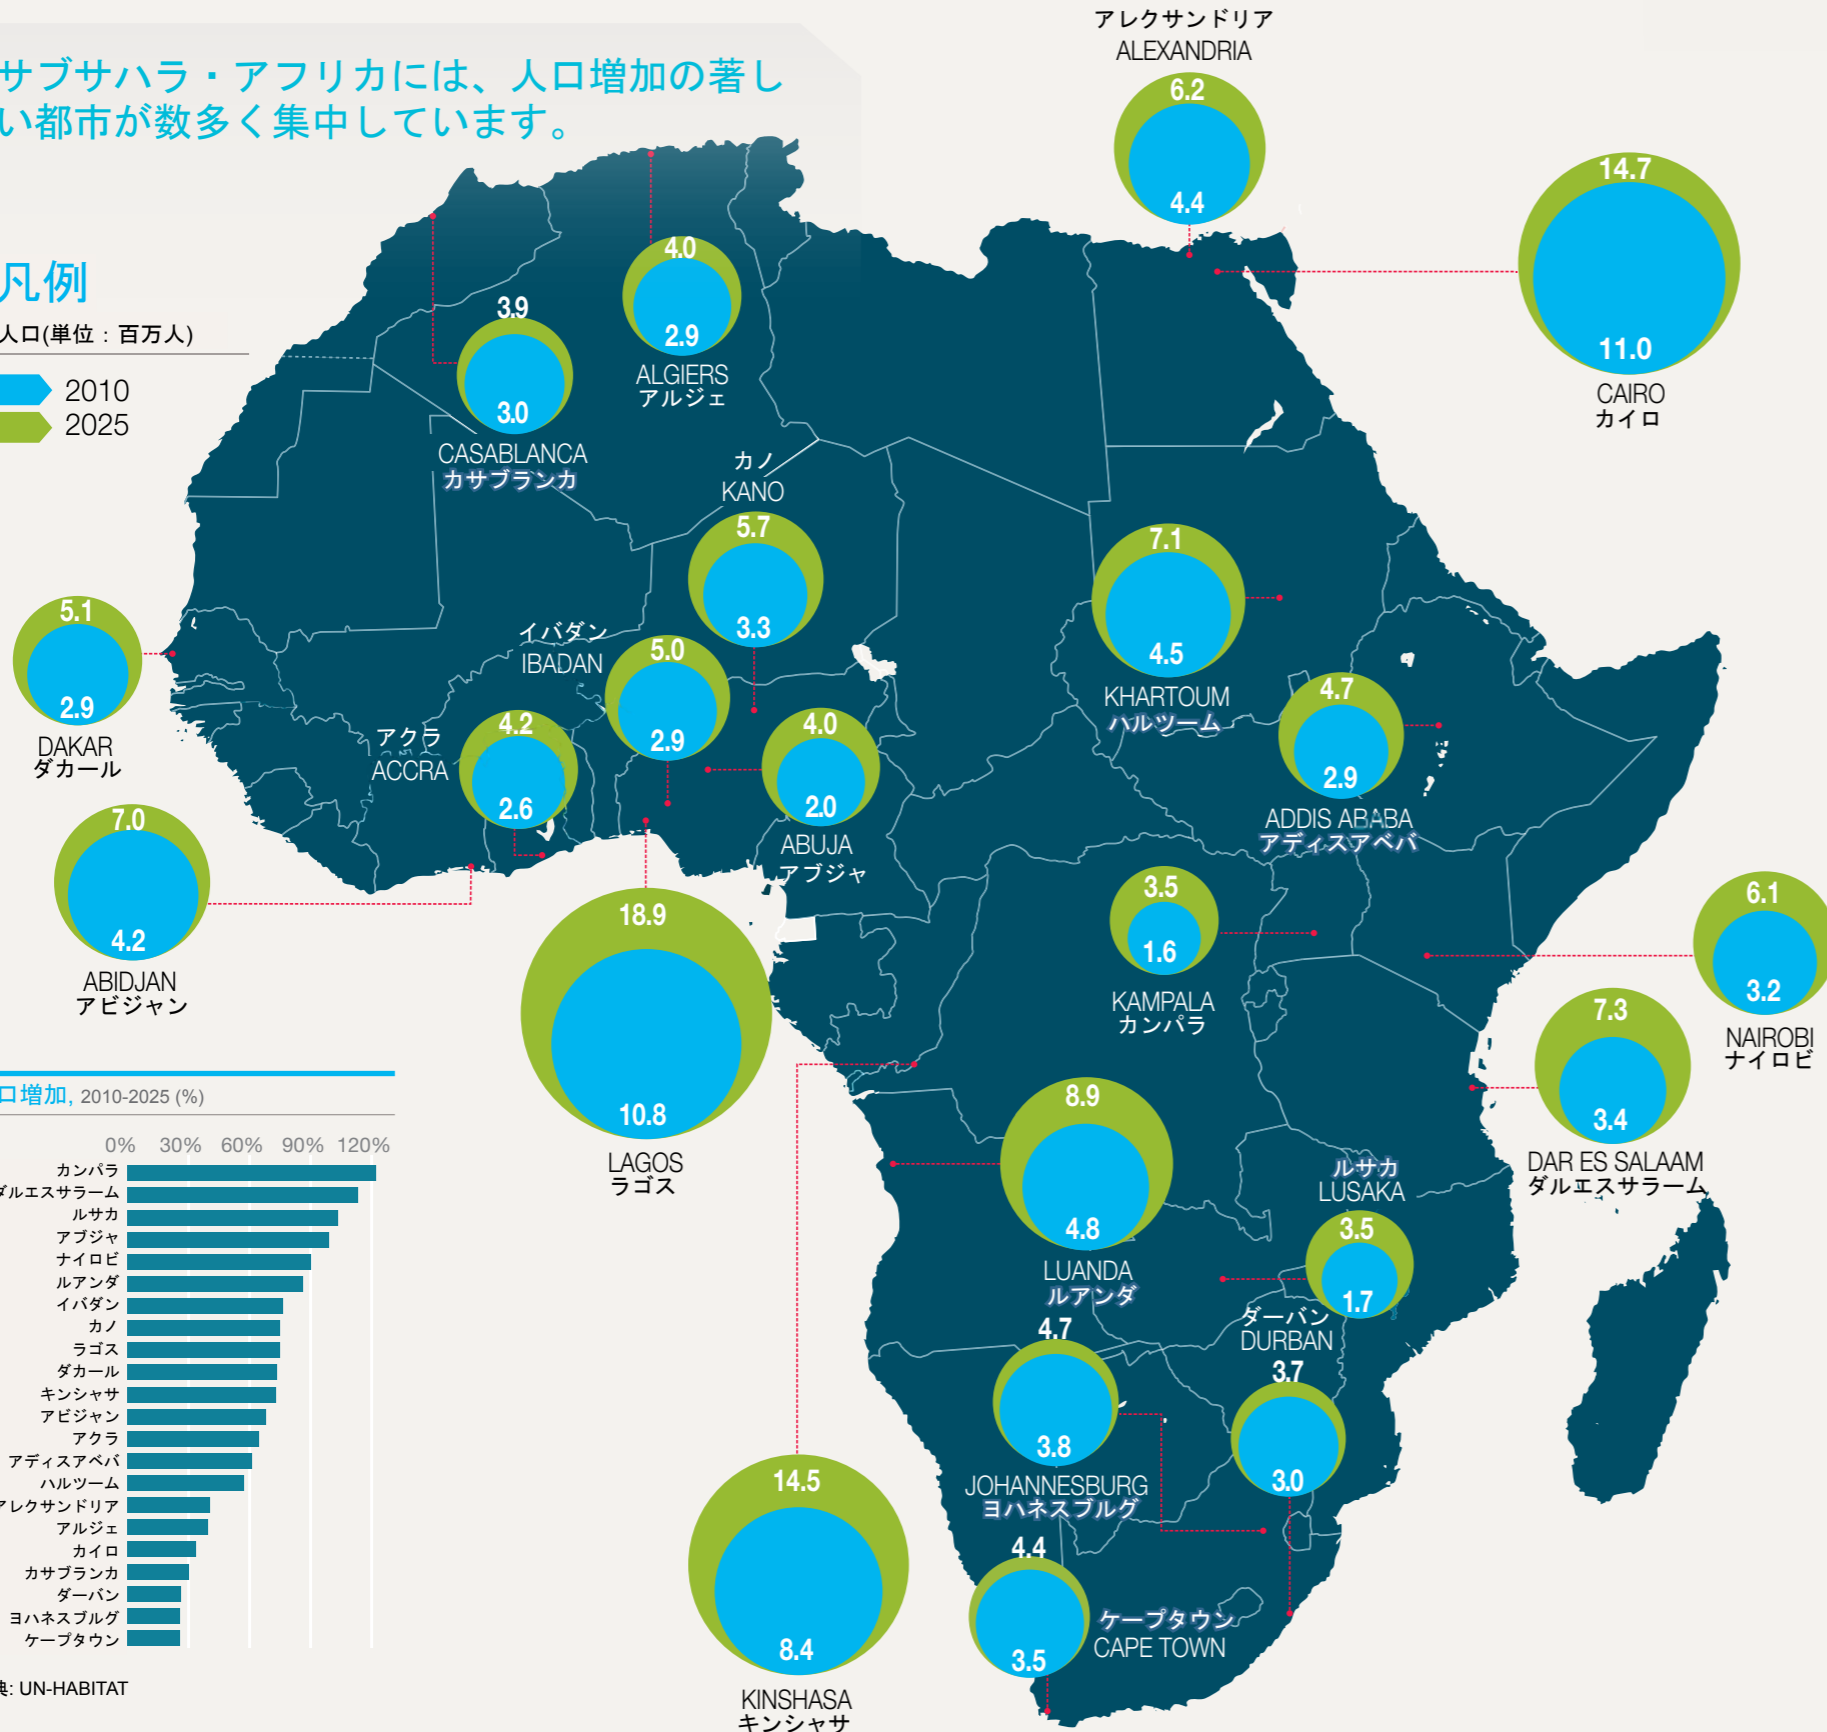 サブサハラ・アフリカには、人口増加の著し
い都市が数多く集中しています。
凡例
人口(単位：百万人)
2010
2025
アレクサンドリア
ALEXANDRIA
6.2
4.4
14.7
11.0
CAIRO
カイロ
4.0
2.9
ALGIERS
アルジェ
3.9
3.0
CASABLANCA
カサブランカ
カノ
KANO
5.7
3.3
7.1
4.5
KHARTOUM
ハルツーム
5.1
2.9
DAKAR
ダカール
イバダン
IBADAN
5.0
2.9
アクラ
ACCRA
4.2
2.6
4.0
2.0
ABUJA
アブジャ
4.7
2.9
ADDIS ABABA
アディスアベバ
7.0
4.2
ABIDJAN
アビジャン
18.9
10.8
LAGOS
ラゴス
3.5
1.6
KAMPALA
カンパラ
6.1
3.2
NAIROBI
ナイロビ
7.3
3.4
DAR ES SALAAM
ダルエスサラーム
8.9
4.8
LUANDA
ルアンダ
ルサカ
LUSAKA
3.5
1.7
4.7
3.8
JOHANNESBURG
ヨハネスブルグ
ダーバン
DURBAN
3.7
3.0
14.5
8.4
KINSHASA
キンシャサ
4.4
3.5
ケープタウン
CAPE TOWN
口増加, 2010-2025 (%)
0% 30% 60% 90% 120%
カンパラ
ダルエスサラーム
ルサカ
アブジャ
ナイロビ
ルアンダ
イバダン
カノ
ラゴス
ダカール
キンシャサ
アビジャン
アクラ
アディスアベバ
ハルツーム
アレクサンドリア
アルジェ
カイロ
カサブランカ
ダーバン
ヨハネスブルグ
ケープタウン
典: UN-HABITAT